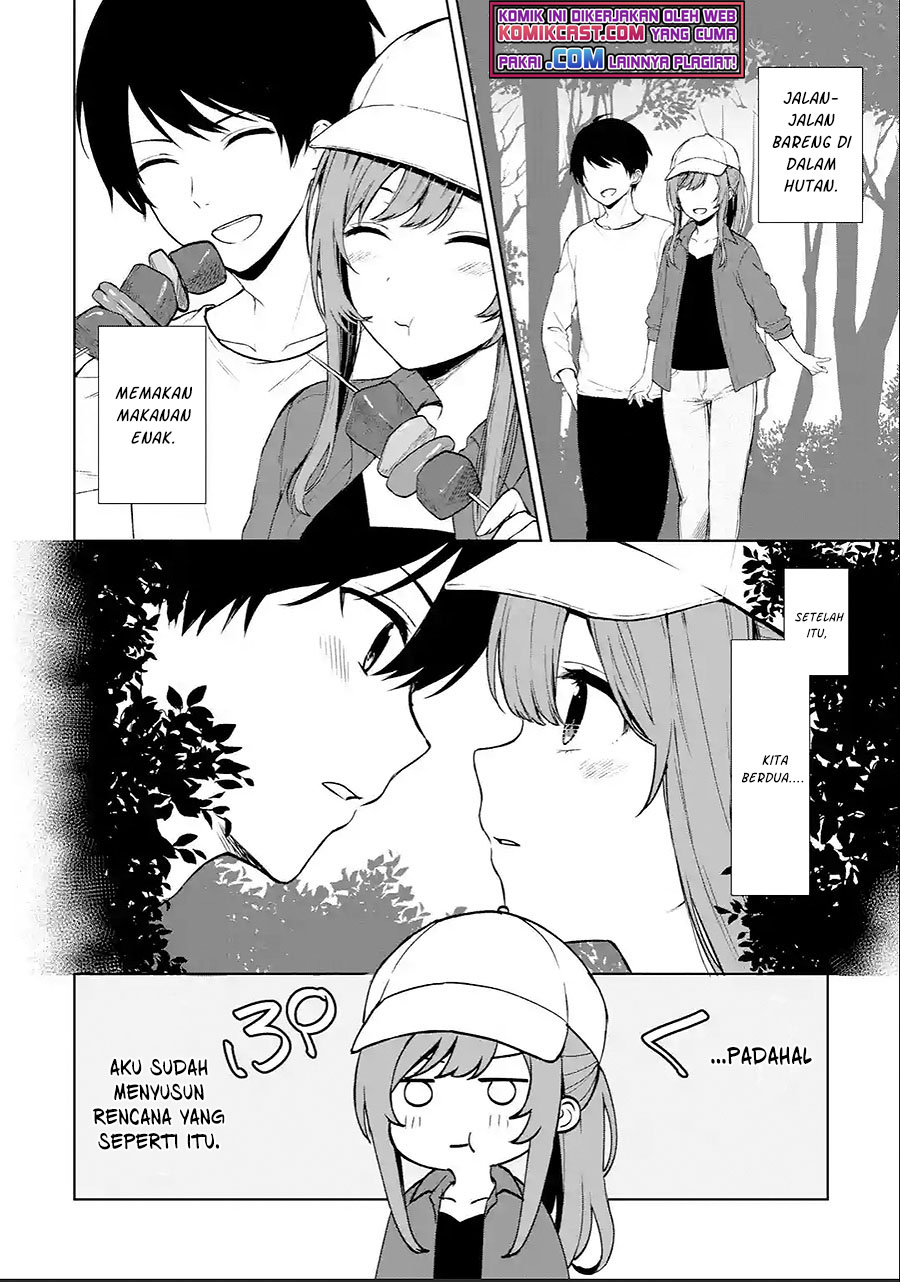 KOMIK INI DIKERJAKAN OLEH WEB
KOMIKCAST.COM YANG CUMA
PAKAI .COM LAINNYA PLAGIAT!
JALAN-
JALAN
BARENG DI
DALAM
HUTAN.
MEMAKAN
MAKANAN
ENAK.
SETELAH
ITU,
KITA
BERDUA....
...PADAHAL
AKU SUDAH
MENYUSUN
RENCANA YANG
SEPERTI ITU.